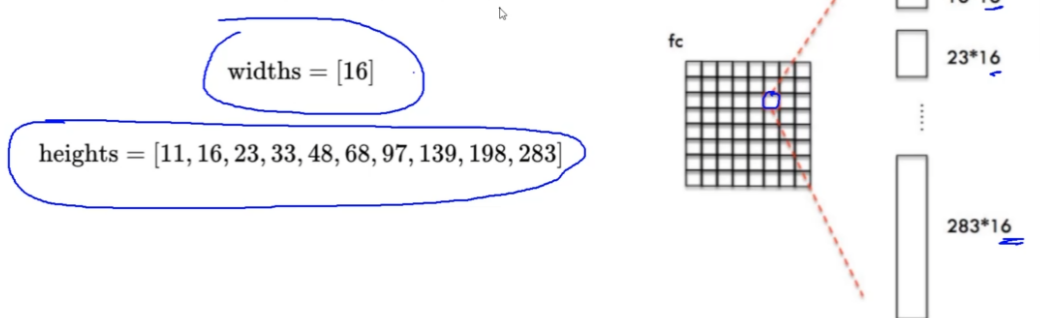 widths = [16]
heights = [11, 16, 23, 33, 48, 68, 97, 139, 198, 283]
fc
23*16
283*16